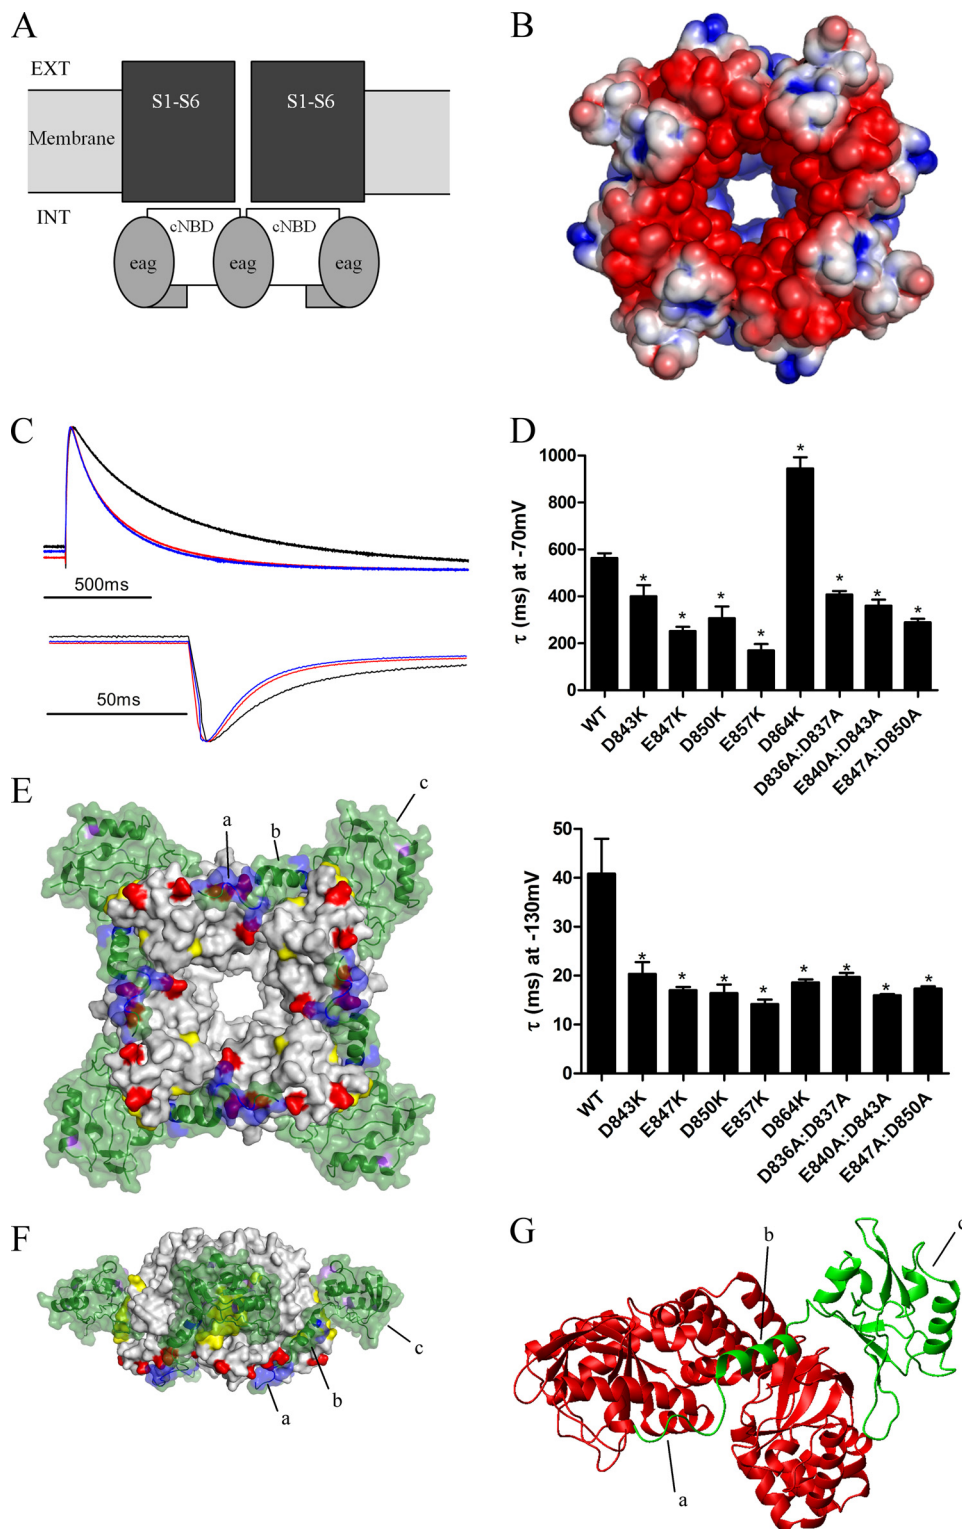 A
EXT
S1-S6
S1-S6
Membrane
INT
cNBD
cNBD
eag
eag
eag
B
C
500ms
50ms
D
τ (ms) at -70mV
1000
800
600
400
200
0
*
*
*
*
*
*
*
*
WT
D843K
E847K
D850K
E857K
D864K
D836A:D837A
E840A:D843A
E847A:D850A
τ (ms) at -130mV
50
40
30
20
10
0
*
*
*
*
*
*
*
*
WT
D843K
E847K
D850K
E857K
D864K
D836A:D837A
E840A:D843A
E847A:D850A
E
a
b
c
F
a
b
c
G
a
b
c